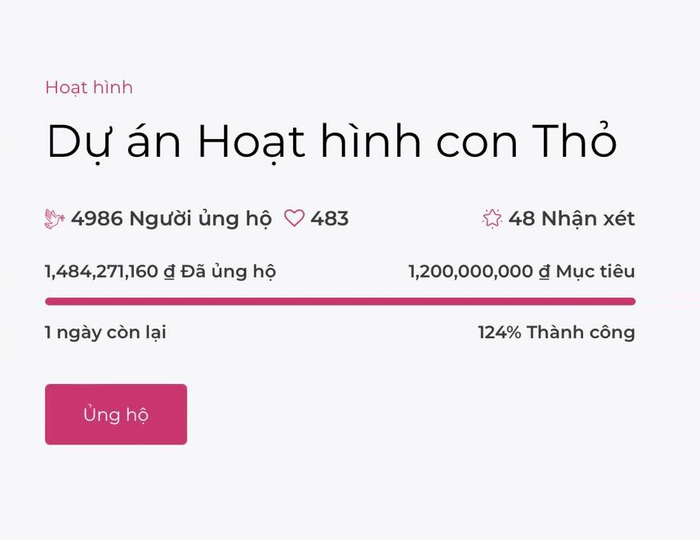 Hoạt hình
Dự án Hoạt hình con Thỏ
4986 Người ủng hộ 483 48 Nhận xét
1,484,271,160 ₫ Đã ủng hộ 1,200,000,000 ₫ Mục tiêu
1 ngày còn lại 124% Thành công
Ủng hộ